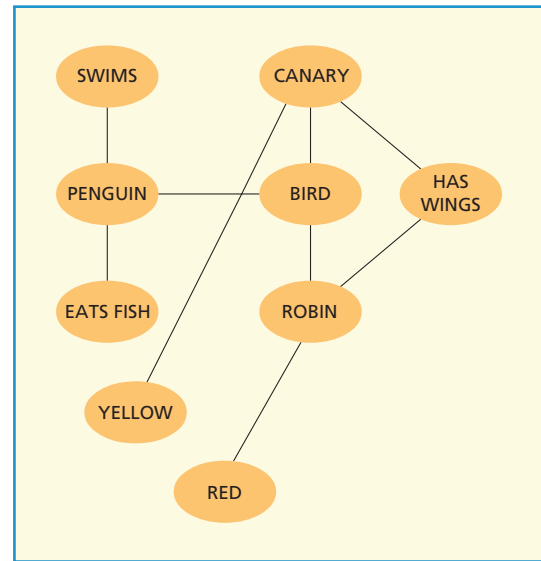 SWIMS
CANARY
PENGUIN
BIRD
HAS
WINGS
EATS FISH
ROBIN
YELLOW
RED